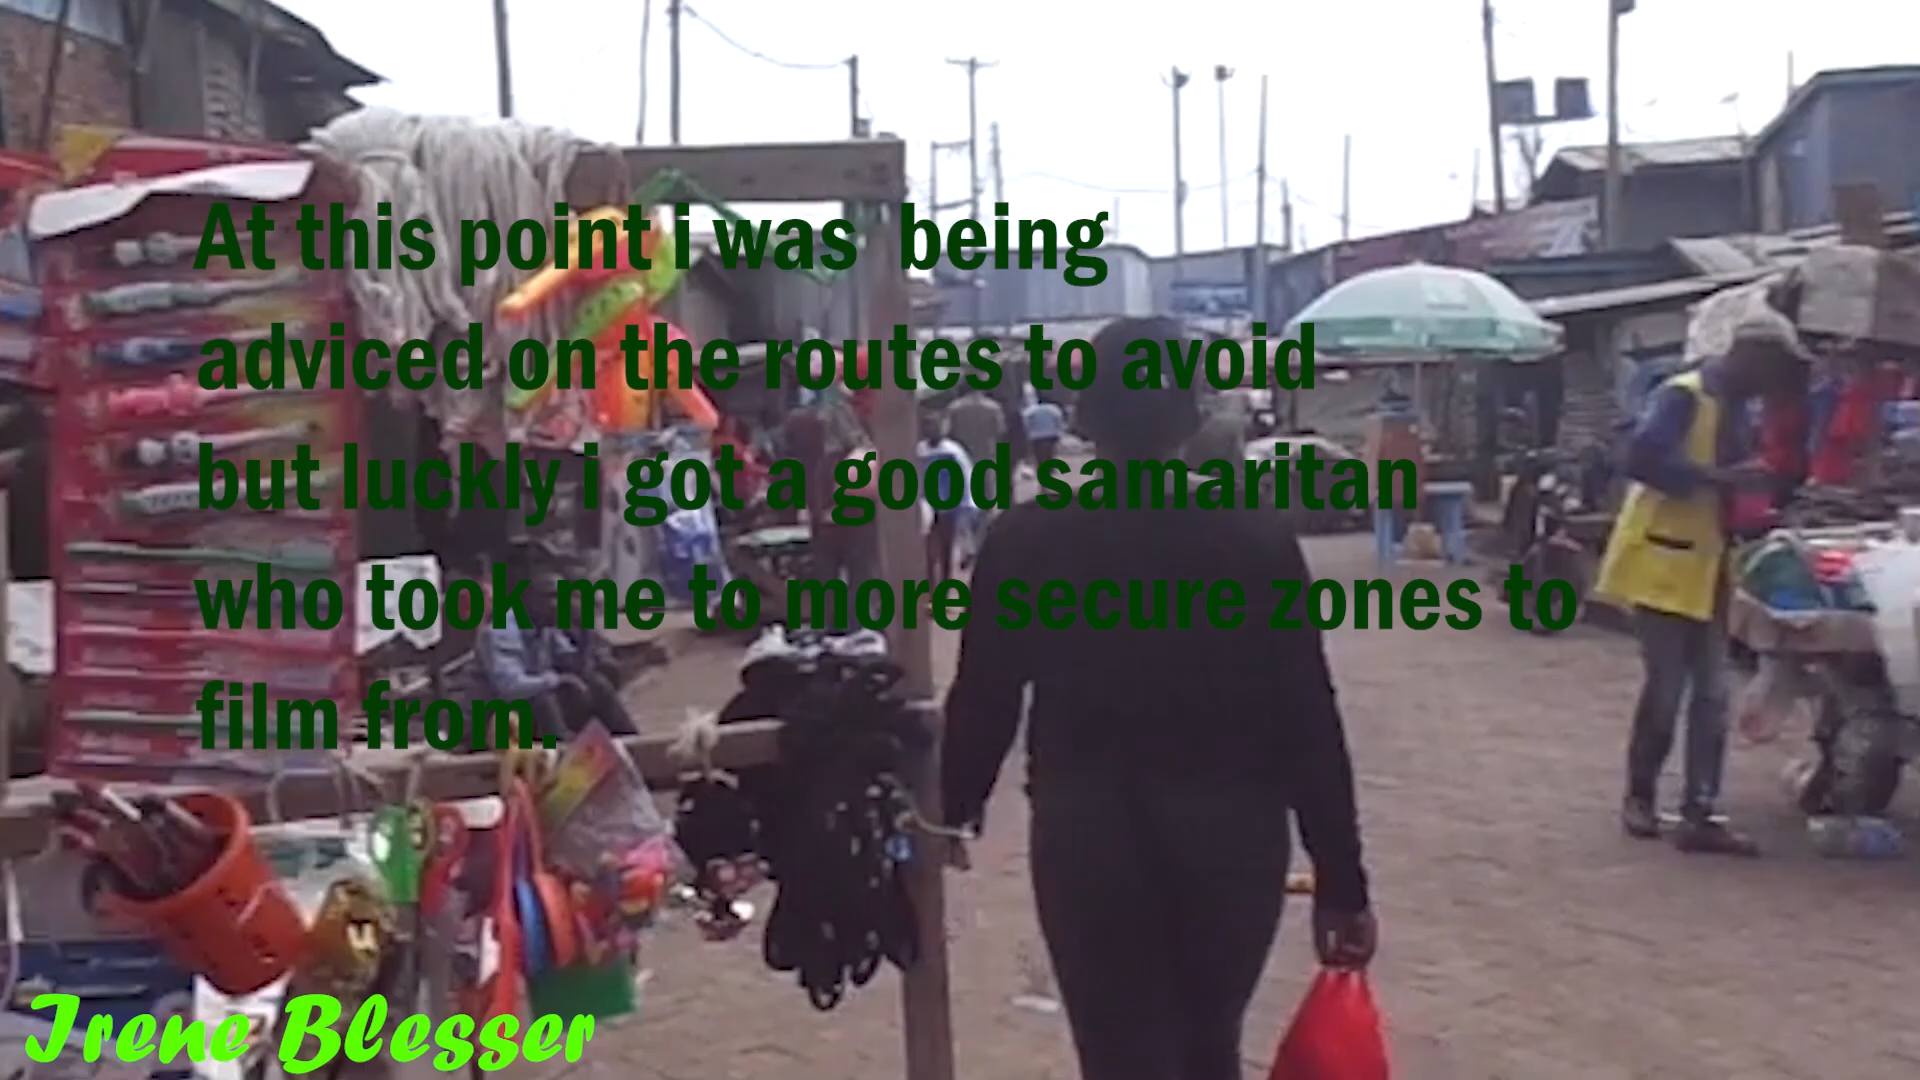 At this point i was  being
adviced on the routes to avoid
but luckly i got a good samaritan
who took me to more secure zones to
film from.
Irene Blesser